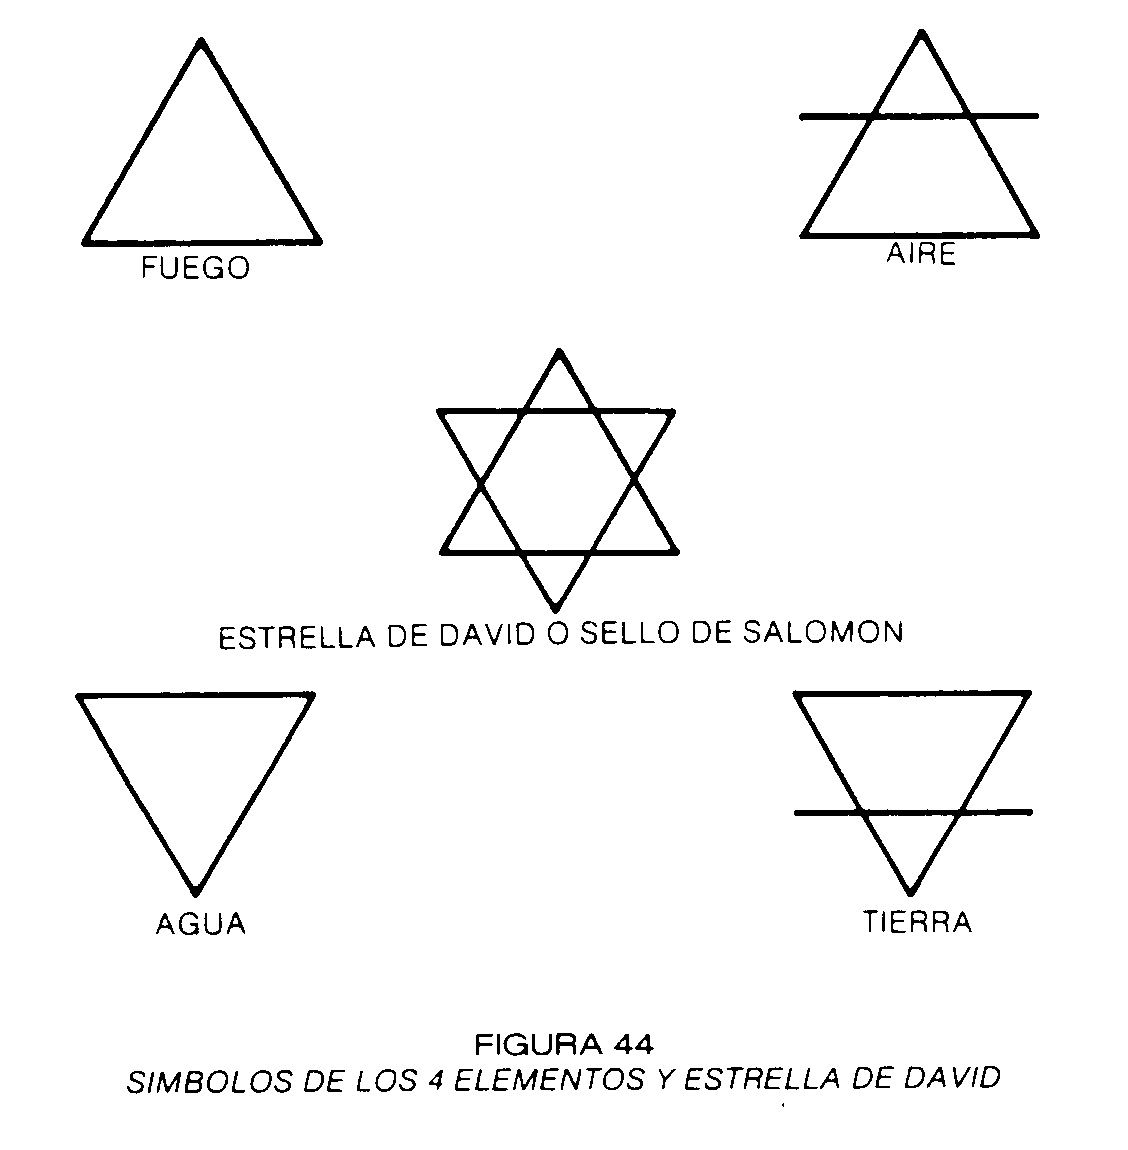 FUEGO
AIRE
ESTRELLA DE DAVID O SELLO DE SALOMON
AGUA
TIERRA
FIGURA 44
SIMBOLOS DE LOS 4 ELEMENTOS Y ESTRELLA DE DAVID